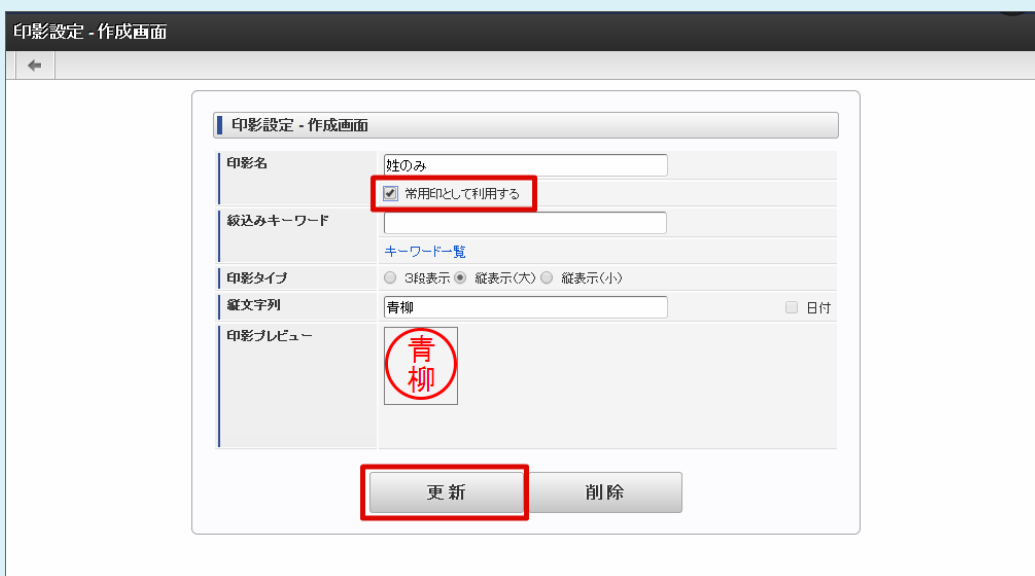 印影設定 - 作成画面
印影設定 - 作成画面
印影名
姓のみ
常用印として利用する
絞込みキーワード
キーワード一覧
印影タイプ
3段表示 縦表示(大) 縦表示(小)
縦文字列
青柳
日付
印影プレビュー
青
柳
更新
削除